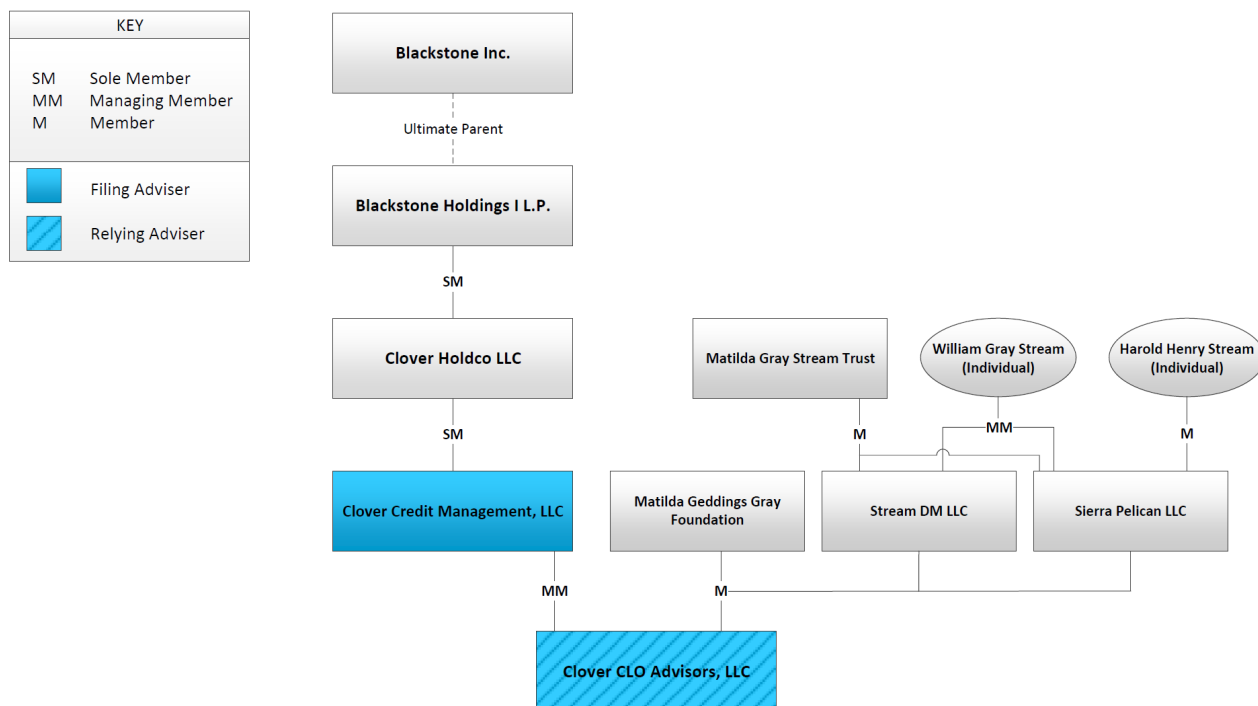 KEY
SM Sole Member
MM Managing Member
M Member
Filing Adviser
Relying Adviser
Blackstone Inc.
Ultimate Parent
Blackstone Holdings I L.P.
SM
Clover Holdco LLC
Matilda Gray Stream Trust
William Gray Stream
(Individual)
Harold Henry Stream
(Individual)
SM
M
MM
M
Clover Credit Management, LLC
Matilda Geddings Gray
Foundation
Stream DM LLC
Sierra Pelican LLC
MM
M
Clover CLO Advisors, LLC